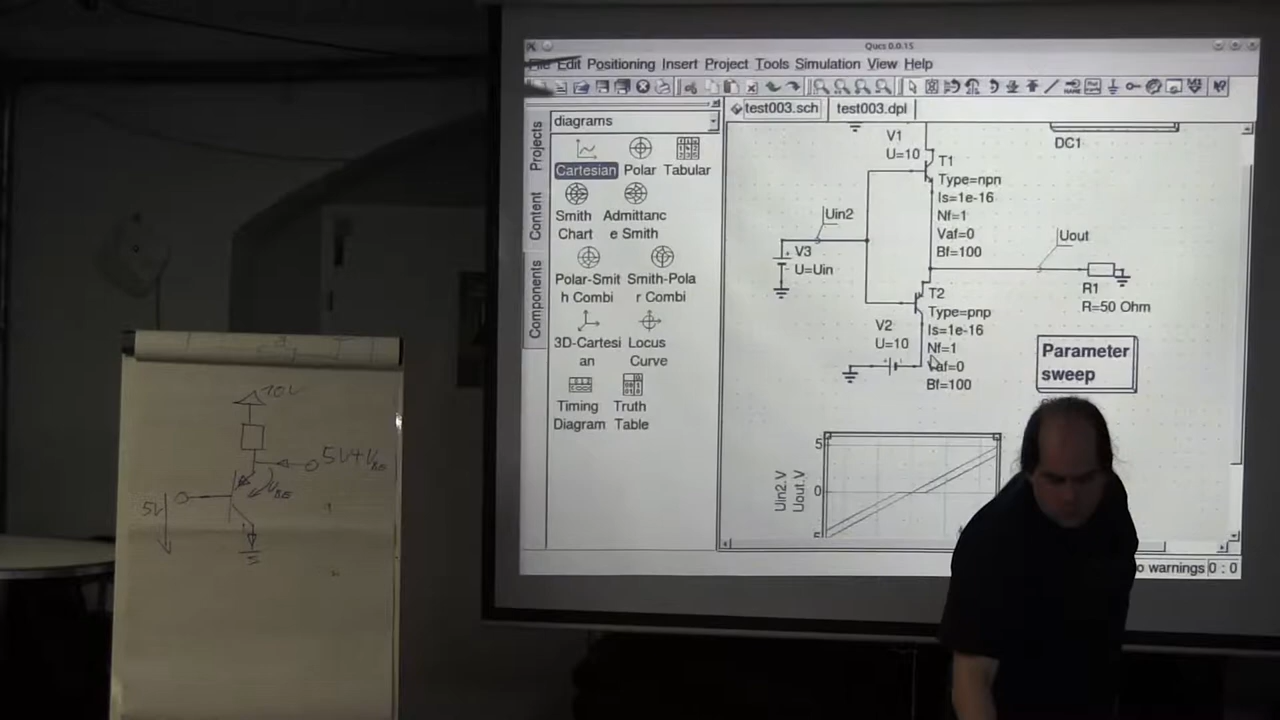 Qucs 0.0.15
File Edit Positioning Insert Project Tools Simulation View Help
test003.sch
test003.dpl
Projects
Content
Components
diagrams
Cartesian
Polar
Tabular
Smith
Chart
Admittanc
e Smith
Polar-Smit
h Combi
Smith-Pola
r Combi
3D-Cartesi
an
Locus
Curve
Timing
Diagram
Truth
Table
V1
U=10
T1
Type=npn
Is=1e-16
Nf=1
Vaf=0
Bf=100
DC1
Uin2
V3
U=Uin
Uout
R1
R=50 Ohm
T2
Type=pnp
Is=1e-16
Nf=1
Vaf=0
Bf=100
V2
U=10
Parameter
sweep
Uin2.V
Uout.V
5
0
o warnings 0 : 0
10V
5V+VBE
VBE
5V